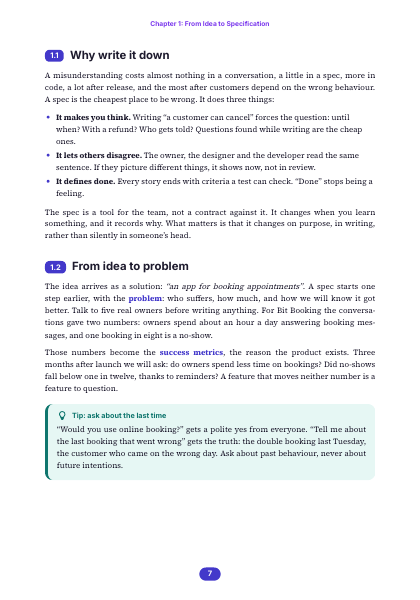 Chapter 1: From Idea to Specification
1.1 Why write it down
A misunderstanding costs almost nothing in a conversation, a little in a spec, more in
code, a lot after release, and the most after customers depend on the wrong behaviour.
A spec is the cheapest place to be wrong. It does three things:
• It makes you think. Writing “a customer can cancel” forces the question: until
when? With a refund? Who gets told? Questions found while writing are the cheap
ones.
• It lets others disagree. The owner, the designer and the developer read the same
sentence. If they picture different things, it shows now, not in review.
• It defines done. Every story ends with criteria a test can check. “Done” stops being a
feeling.
The spec is a tool for the team, not a contract against it. It changes when you learn
something, and it records why. What matters is that it changes on purpose, in writing,
rather than silently in someone’s head.
1.2 From idea to problem
The idea arrives as a solution: “an app for booking appointments”. A spec starts one
step earlier, with the problem: who suffers, how much, and how we will know it got
better. Talk to five real owners before writing anything. For Bit Booking the conversa-
tions gave two numbers: owners spend about an hour a day answering booking mes-
sages, and one booking in eight is a no-show.
Those numbers become the success metrics, the reason the product exists. Three
months after launch we will ask: do owners spend less time on bookings? Did no-shows
fall below one in twelve, thanks to reminders? A feature that moves neither number is a
feature to question.
Tip: ask about the last time
“Would you use online booking?” gets a polite yes from everyone. “Tell me about
the last booking that went wrong” gets the truth: the double booking last Tuesday,
the customer who came on the wrong day. Ask about past behaviour, never about
future intentions.
7